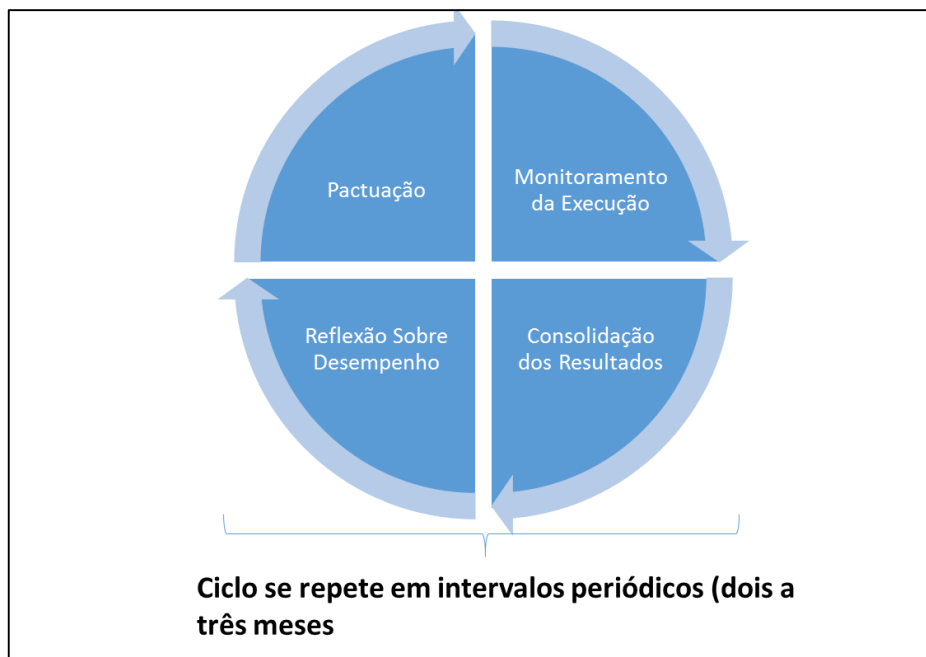 Pactuação
Monitoramento
da Execução
Reflexão Sobre
Desempenho
Consolidação
dos Resultados
Ciclo se repete em intervalos periódicos (dois a
três meses